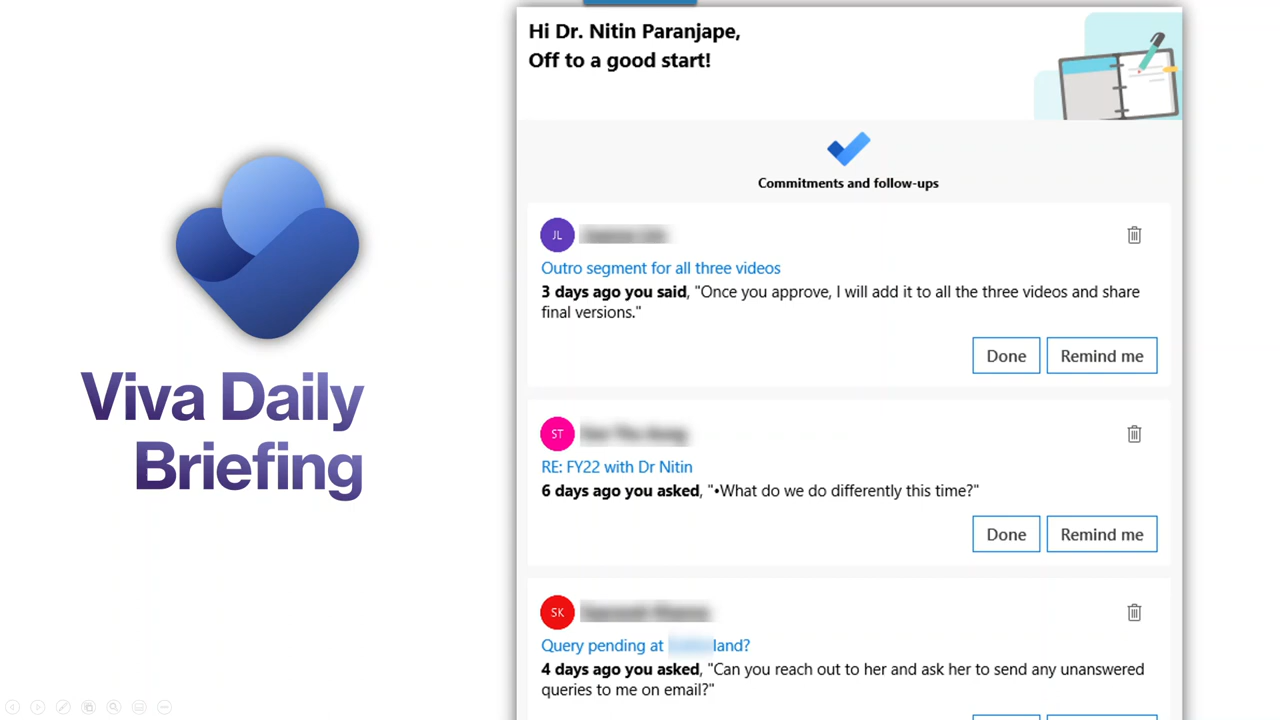 Viva Daily
Briefing
Hi Dr. Nitin Paranjape,
Off to a good start!
Commitments and follow-ups
JL
Outro segment for all three videos
3 days ago you said, "Once you approve, I will add it to all the three videos and share
final versions."
Done Remind me
ST
RE: FY22 with Dr Nitin
6 days ago you asked, "•What do we do differently this time?"
Done Remind me
SK
Query pending at land?
4 days ago you asked, "Can you reach out to her and ask her to send any unanswered
queries to me on email?"